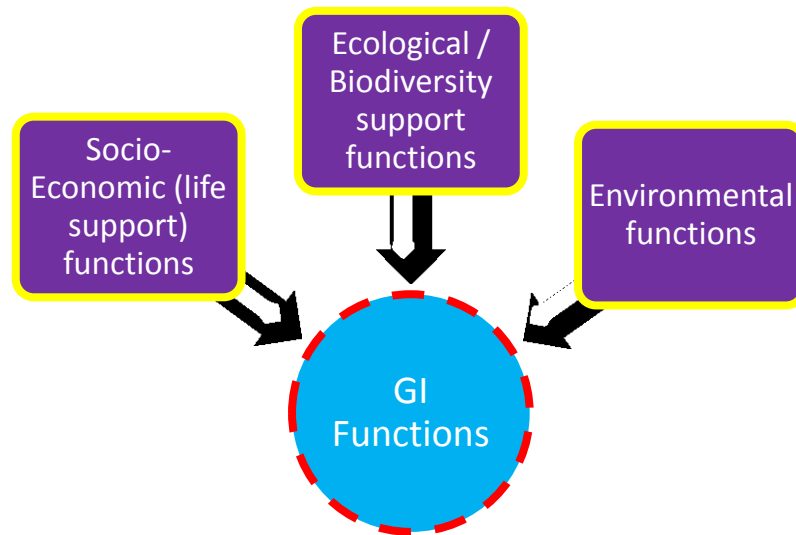 Ecological /
Biodiversity
support
functions
Socio-
Economic (life
support)
functions
Environmental
functions
GI
Functions